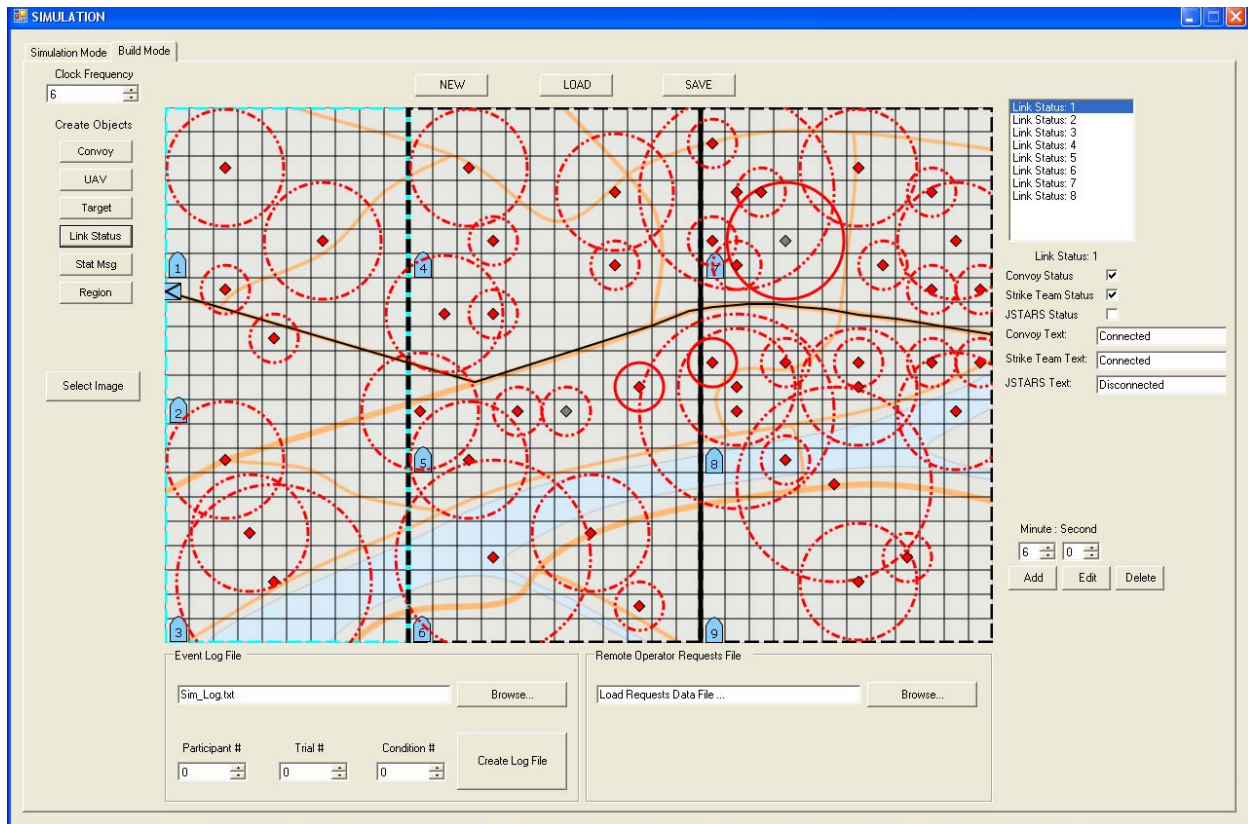 SIMULATION
Simulation Mode Build Mode
Clock Frequency
6
NEW LOAD SAVE
Create Objects
Convoy
UAV
Target
Link Status
Stat Msg
Region
Select Image
1
2
3
4
5
6
7
8
9
Link Status: 1
Link Status: 2
Link Status: 3
Link Status: 4
Link Status: 5
Link Status: 6
Link Status: 7
Link Status: 8
Link Status: 1
Convoy Status
Strike Team Status
JSTARS Status
Convoy Text: Connected
Strike Team Text: Connected
JSTARS Text: Disconnected
Minute : Second
6 0
Add Edit Delete
Event Log File
Sim_Log.txt Browse...
Participant # Trial # Condition #
0 0 0
Create Log File
Remote Operator Requests File
Load Requests Data File ... Browse...